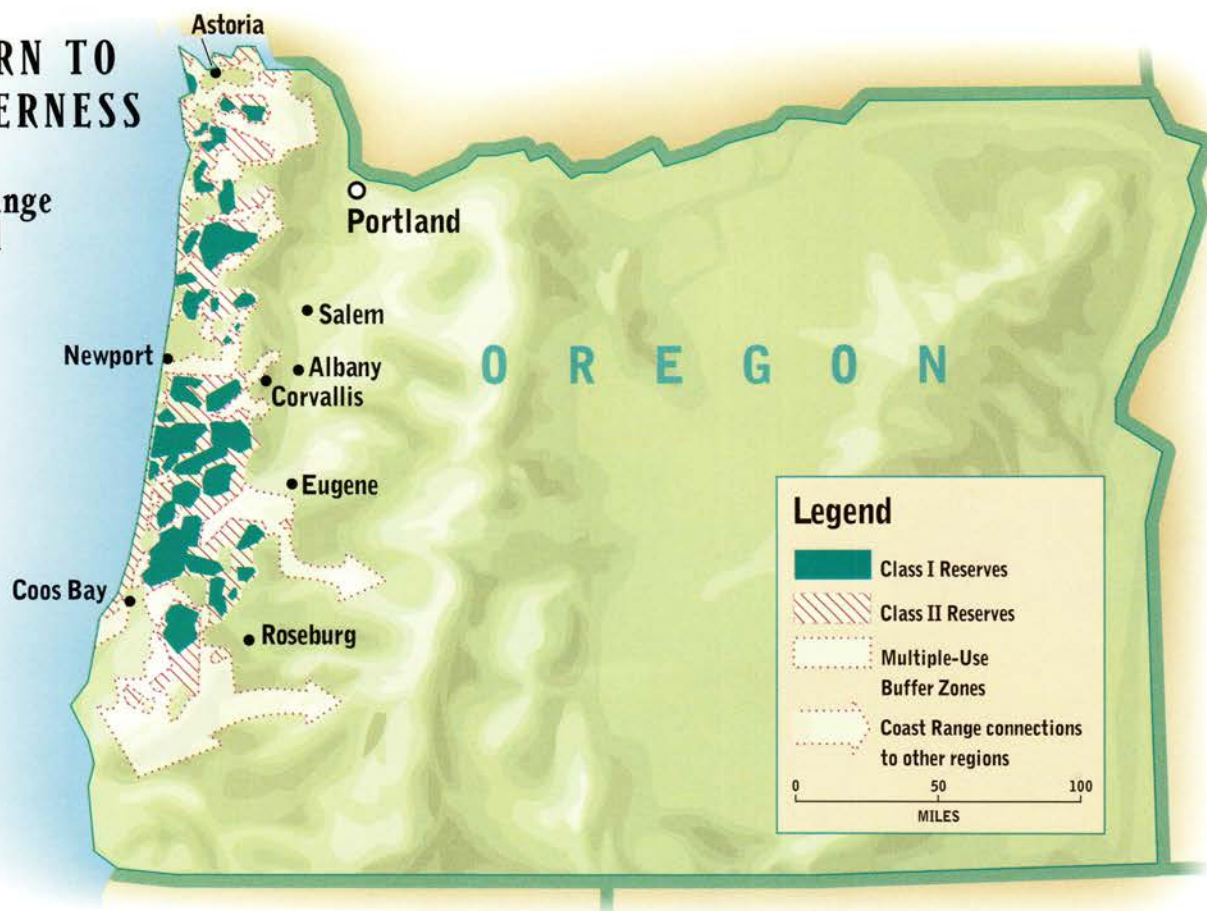 RN TO
ERNESS
nge
Astoria
Portland
Salem
Newport
Albany
Corvallis
OREGON
Eugene
Coos Bay
Roseburg
Legend
Class I Reserves
Class II Reserves
Multiple-Use
Buffer Zones
Coast Range connections
to other regions
0 50 100
MILES